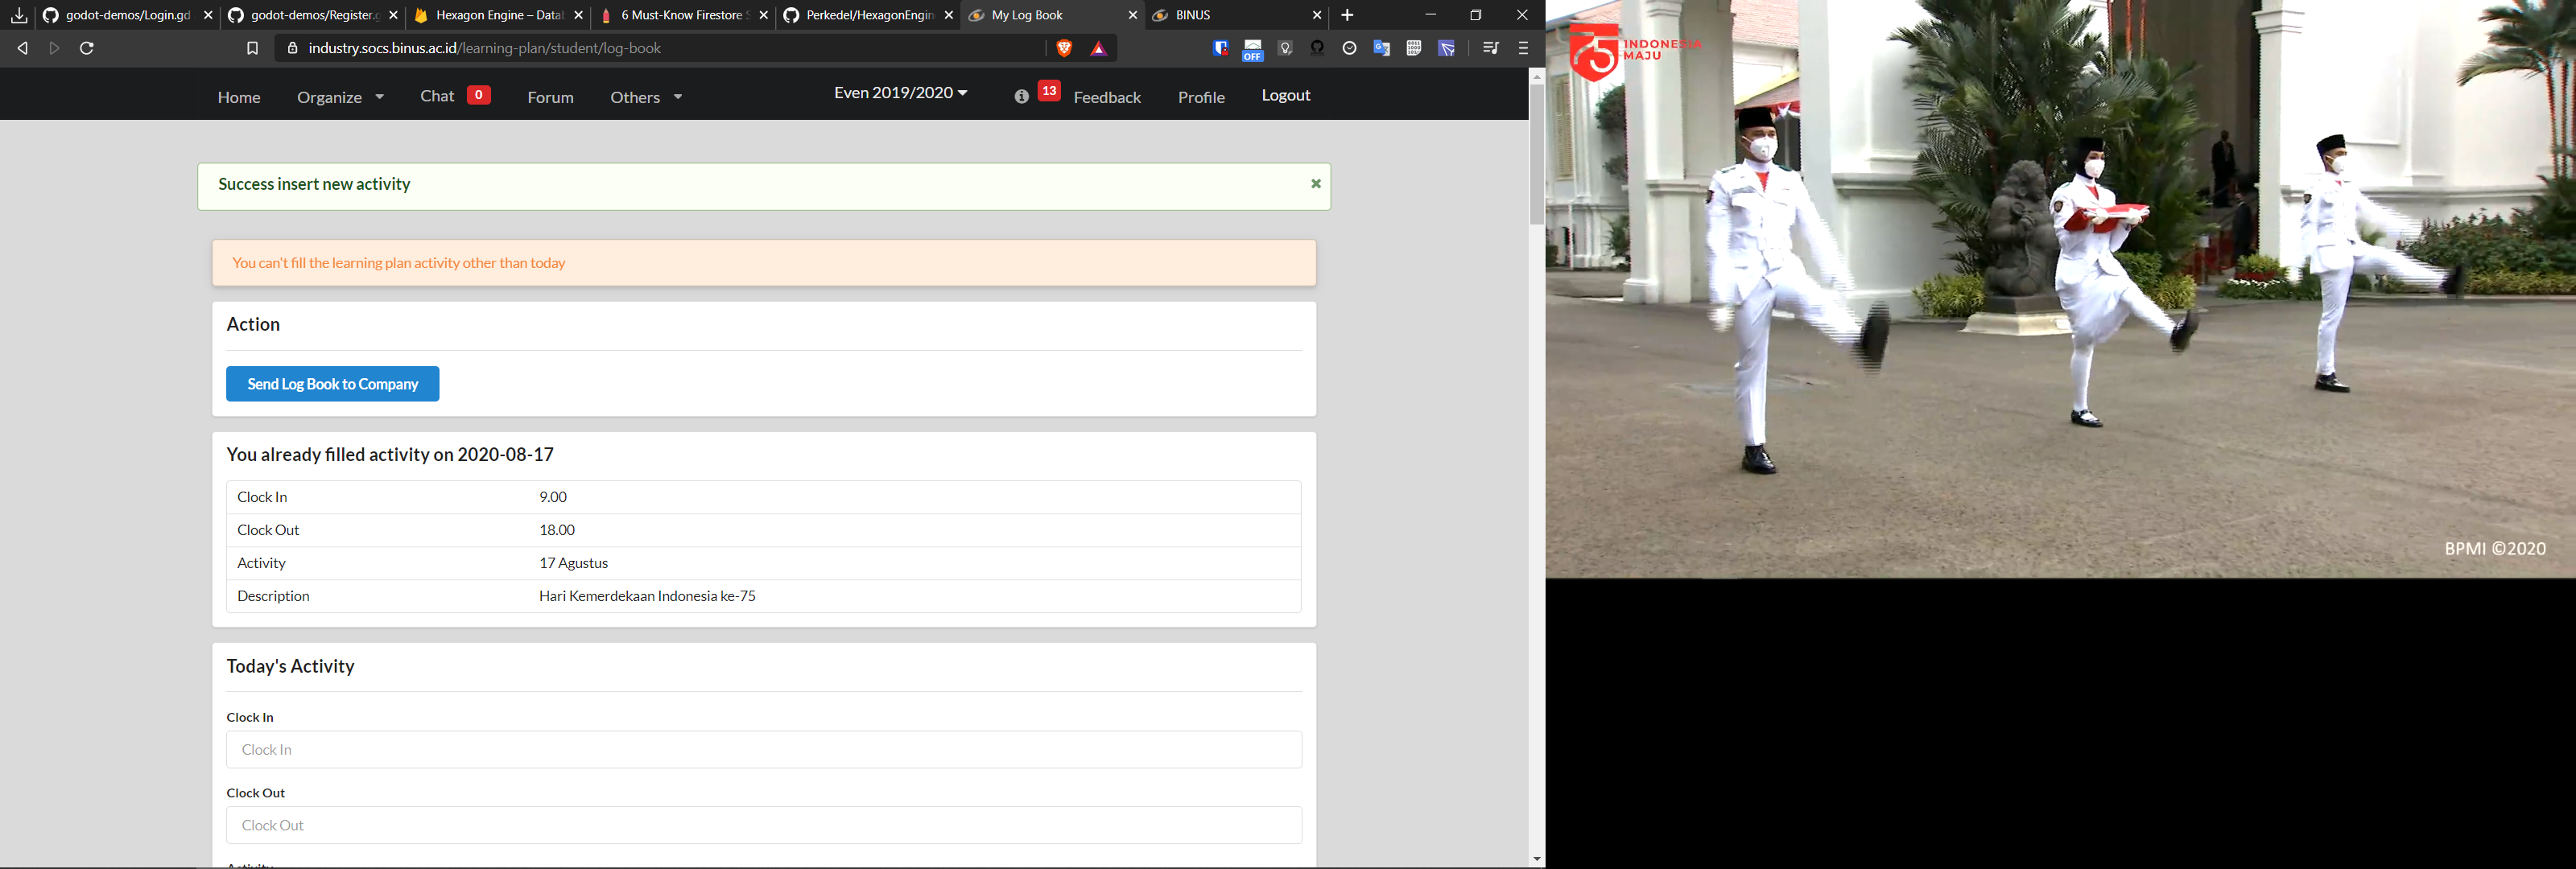 godot-demos/Login.gd
godot-demos/Register.g
Hexagon Engine – Datab
6 Must-Know Firestore S
Perkedel/HexagonEngin
My Log Book
BINUS
industry.socs.binus.ac.id/learning-plan/student/log-book
OFF
Home
Organize
Chat
0
Forum
Others
Even 2019/2020
13
Feedback
Profile
Logout
Success insert new activity
You can't fill the learning plan activity other than today
Action
Send Log Book to Company
You already filled activity on 2020-08-17
Clock In 9.00
Clock Out 18.00
Activity 17 Agustus
Description Hari Kemerdekaan Indonesia ke-75
Today's Activity
Clock In
Clock In
Clock Out
Clock Out
Activity
75
INDONESIA
MAJU
BPMI ©2020